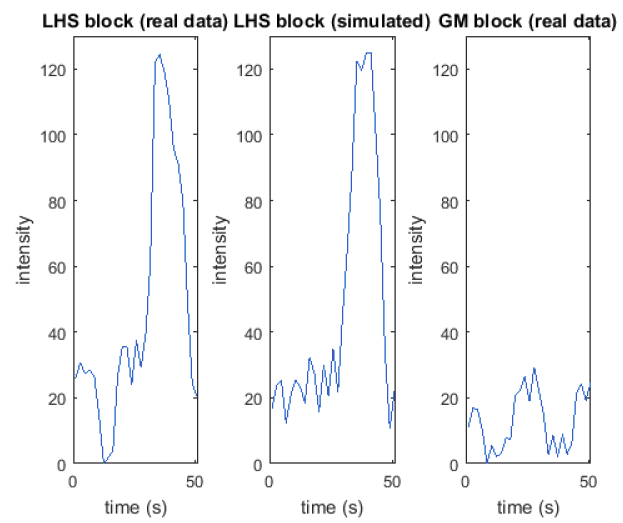 LHS block (real data) LHS block (simulated) GM block (real data)
120 120 120
100 100 100
80 80 80
60 60 60
40 40 40
20 20 20
0 0 0
intensity intensity intensity
0 50 0 50 0 50
time (s) time (s) time (s)